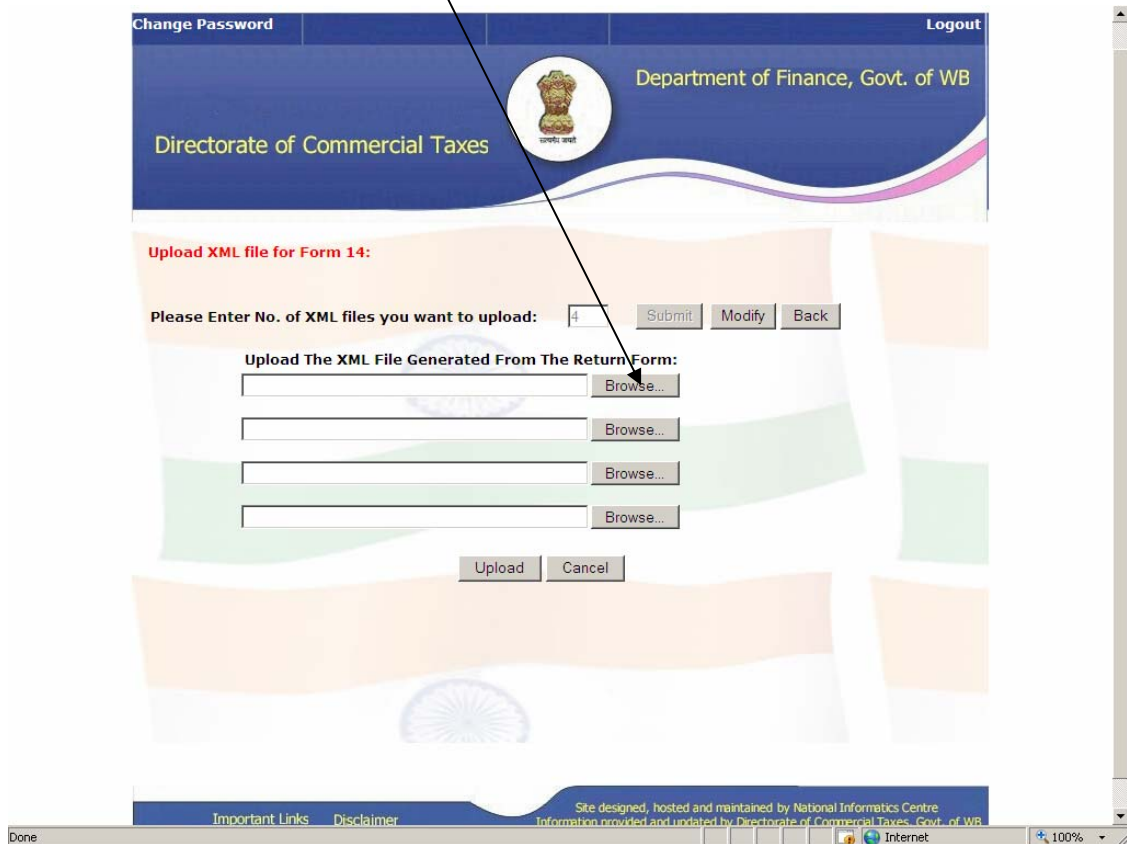 Change Password Logout
Department of Finance, Govt. of WB
Directorate of Commercial Taxes
सत्यमेव जयते
Upload XML file for Form 14:
Please Enter No. of XML files you want to upload: 4 Submit Modify Back
Upload The XML File Generated From The Return Form:
Browse...
Browse...
Browse...
Browse...
Upload Cancel
Site designed, hosted and maintained by National Informatics Centre
Important Links Disclaimer Information provided and updated by Directorate of Commercial Taxes, Govt. of WB
Done Internet 100%